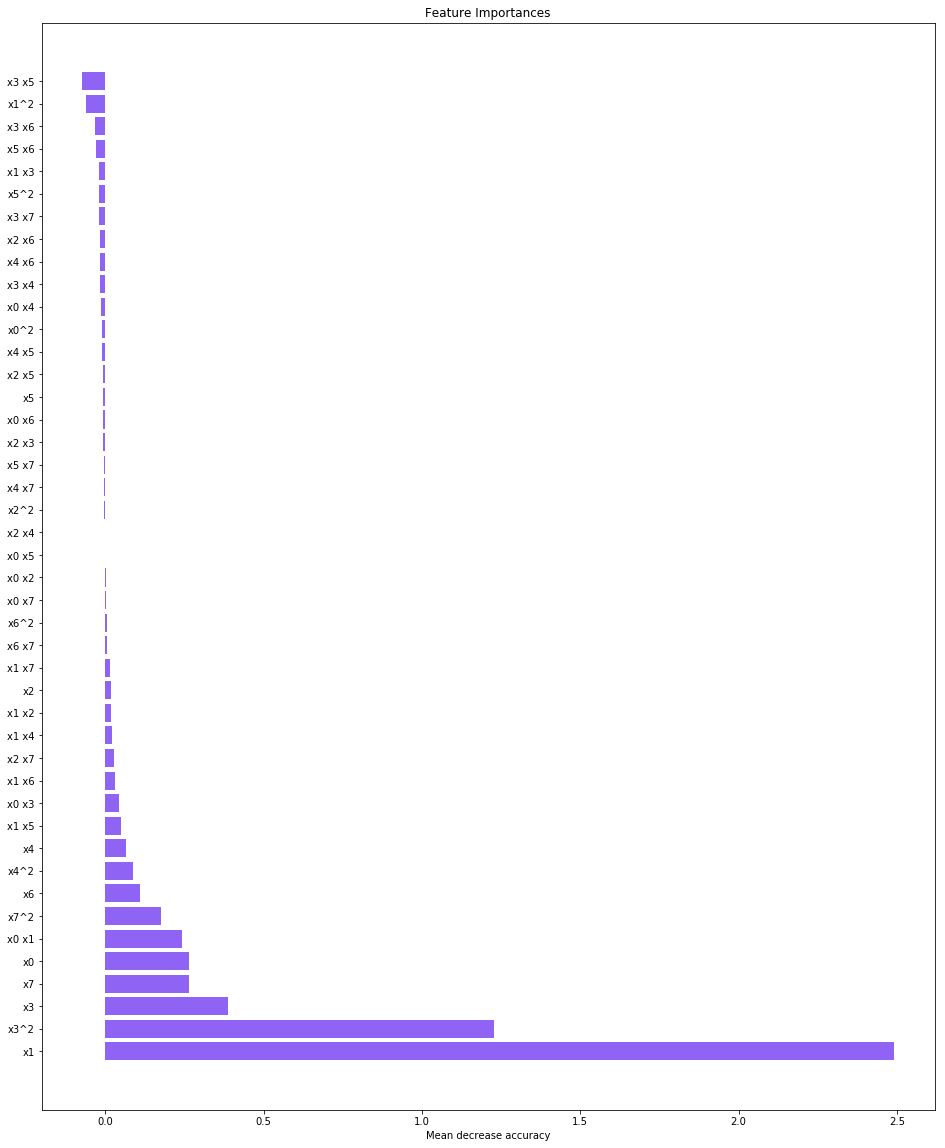 Feature Importances
x3 x5
x1^2
x3 x6
x5 x6
x1 x3
x5^2
x3 x7
x2 x6
x4 x6
x3 x4
x0 x4
x0^2
x4 x5
x2 x5
x5
x0 x6
x2 x3
x5 x7
x4 x7
x2^2
x2 x4
x0 x5
x0 x2
x0 x7
x6^2
x6 x7
x1 x7
x2
x1 x2
x1 x4
x2 x7
x1 x6
x0 x3
x1 x5
x4
x4^2
x6
x7^2
x0 x1
x0
x7
x3
x3^2
x1
0.0 0.5 1.0 1.5 2.0 2.5
Mean decrease accuracy